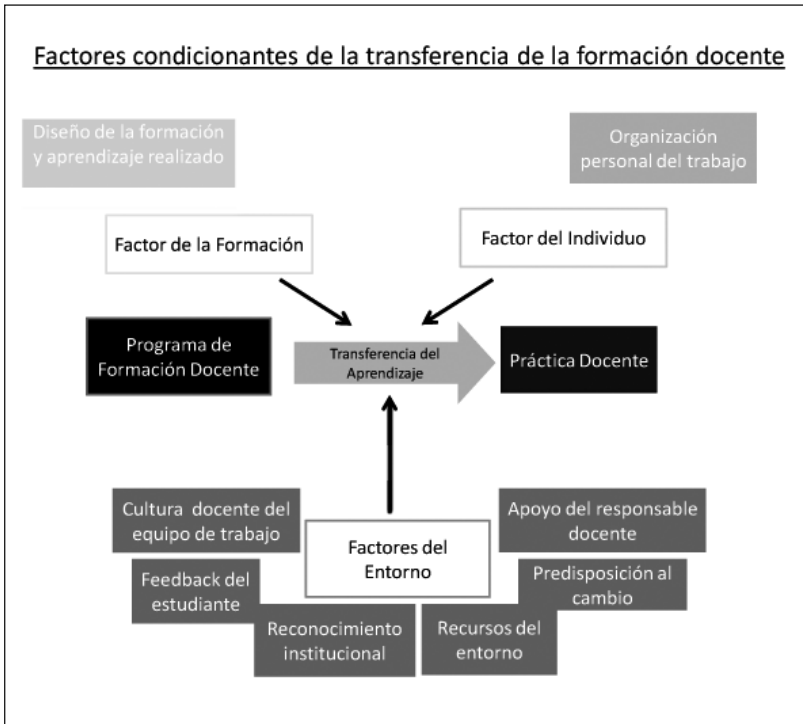 Factores condicionantes de la transferencia de la formación docente
Diseño de la formación
y aprendizaje realizado
Organización
personal del trabajo
Factor de la Formación
Factor del Individuo
Programa de
Formación Docente
Transferencia del
Aprendizaje
Práctica Docente
Cultura docente del
equipo de trabajo
Apoyo del responsable
docente
Factores del
Entorno
Feedback del
estudiante
Predisposición al
cambio
Reconocimiento
institucional
Recursos del
entorno